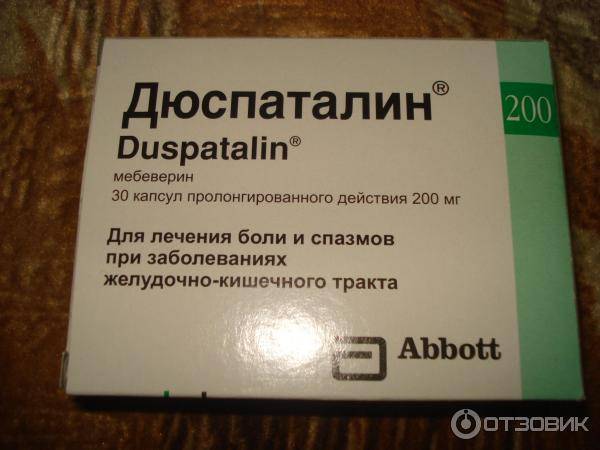 Дюспаталин®
200
Duspatalin®
мебеверин
30 капсул пролонгированного действия 200 мг
Для лечения боли и спазмов
при заболеваниях
желудочно-кишечного тракта
Abbott
ОТЗОВИК